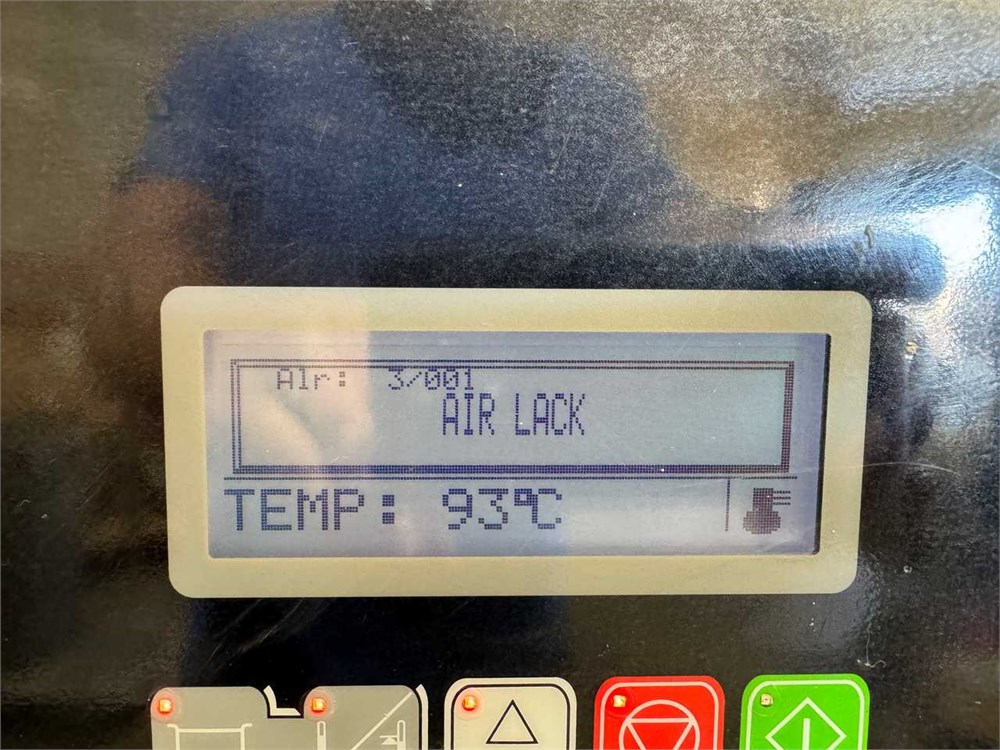 Alr: 3/001
AIR LACK
TEMP: 93°C